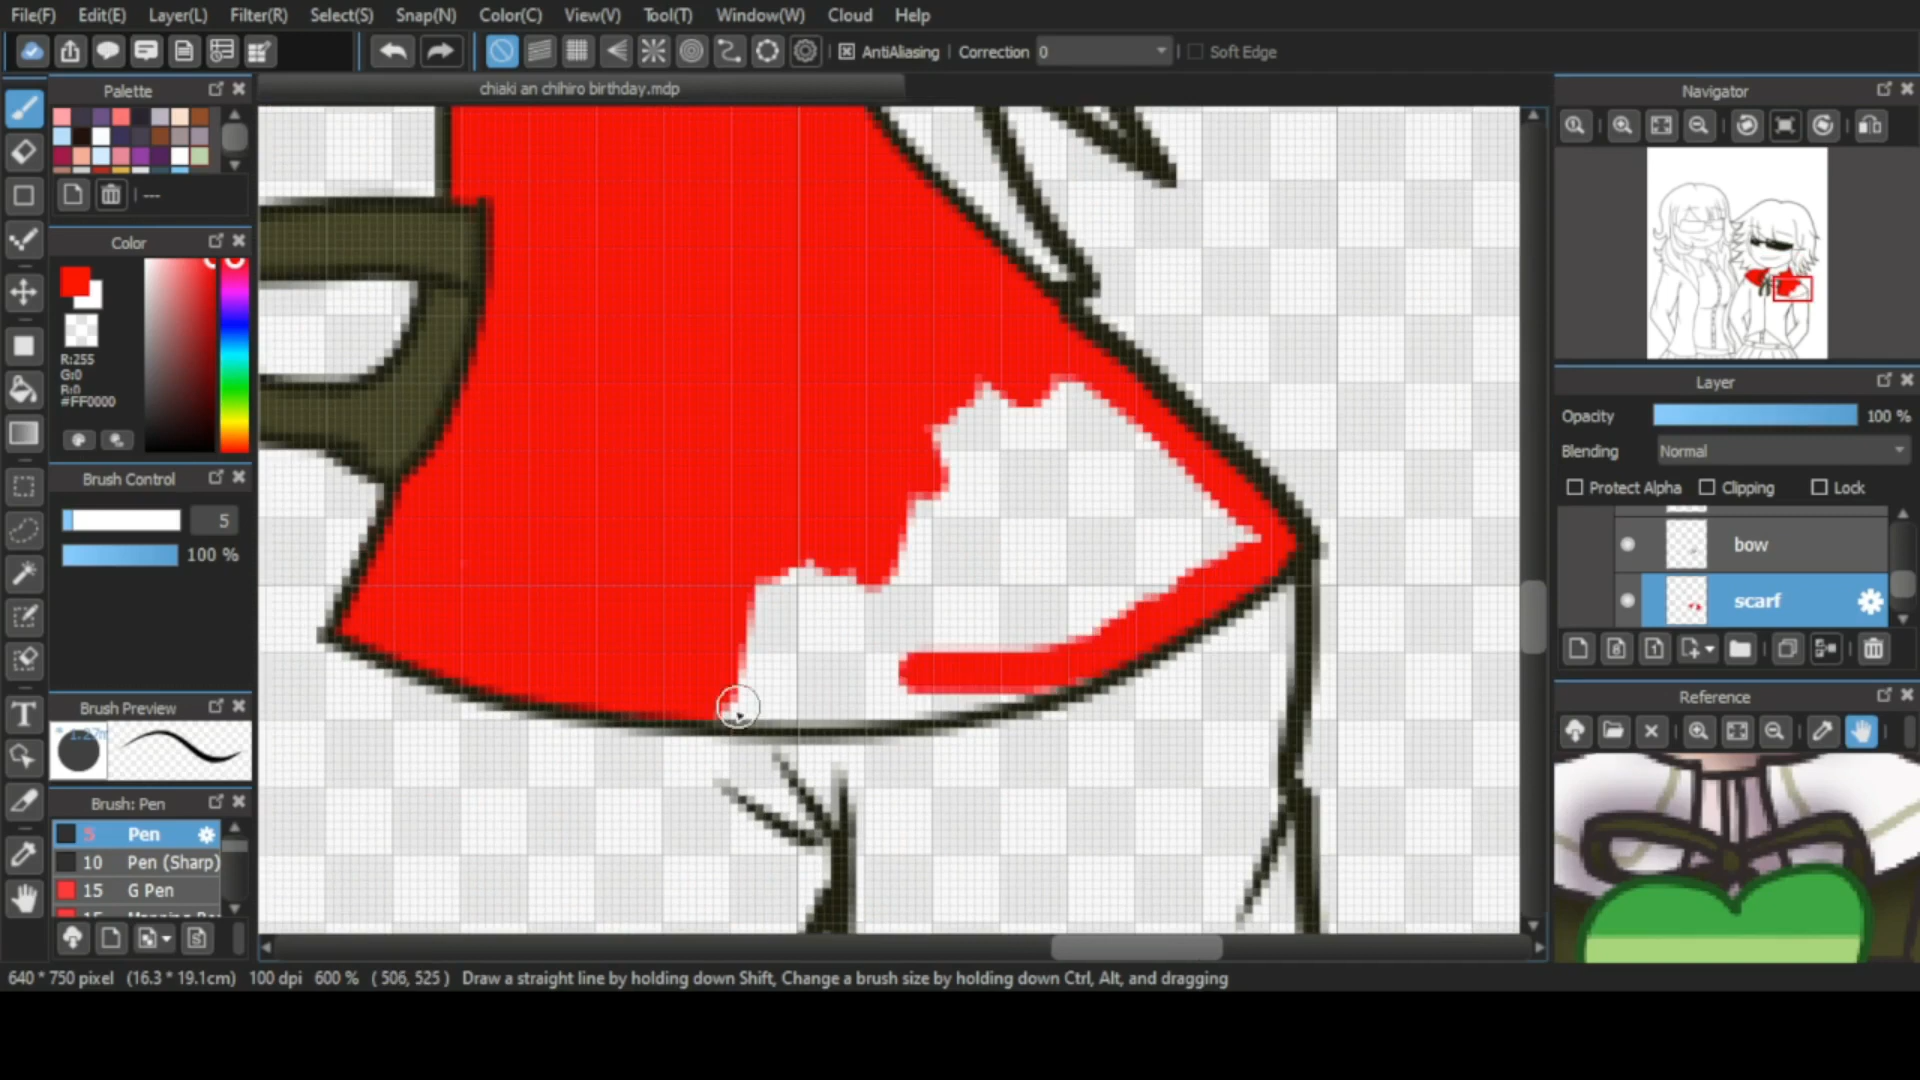 File(F) Edit(E) Layer(L) Filter(R) Select(S) Snap(N) Color(C) View(V) Tool(T) Window(W) Cloud Help
AntiAliasing Correction 0 Soft Edge
Palette
chiaki an chihiro birthday.mdp
Navigator
---
Color
R:255
G:0
B:0
#FF0000
Layer
Opacity 100 %
Blending Normal
Protect Alpha Clipping Lock
Brush Control
5
100 %
bow
scarf
Brush Preview
Reference
Brush: Pen
5 Pen
10 Pen (Sharp)
15 G Pen
640 * 750 pixel (16.3 * 19.1cm) 100 dpi 600 % ( 506, 525 ) Draw a straight line by holding down Shift, Change a brush size by holding down Ctrl, Alt, and dragging